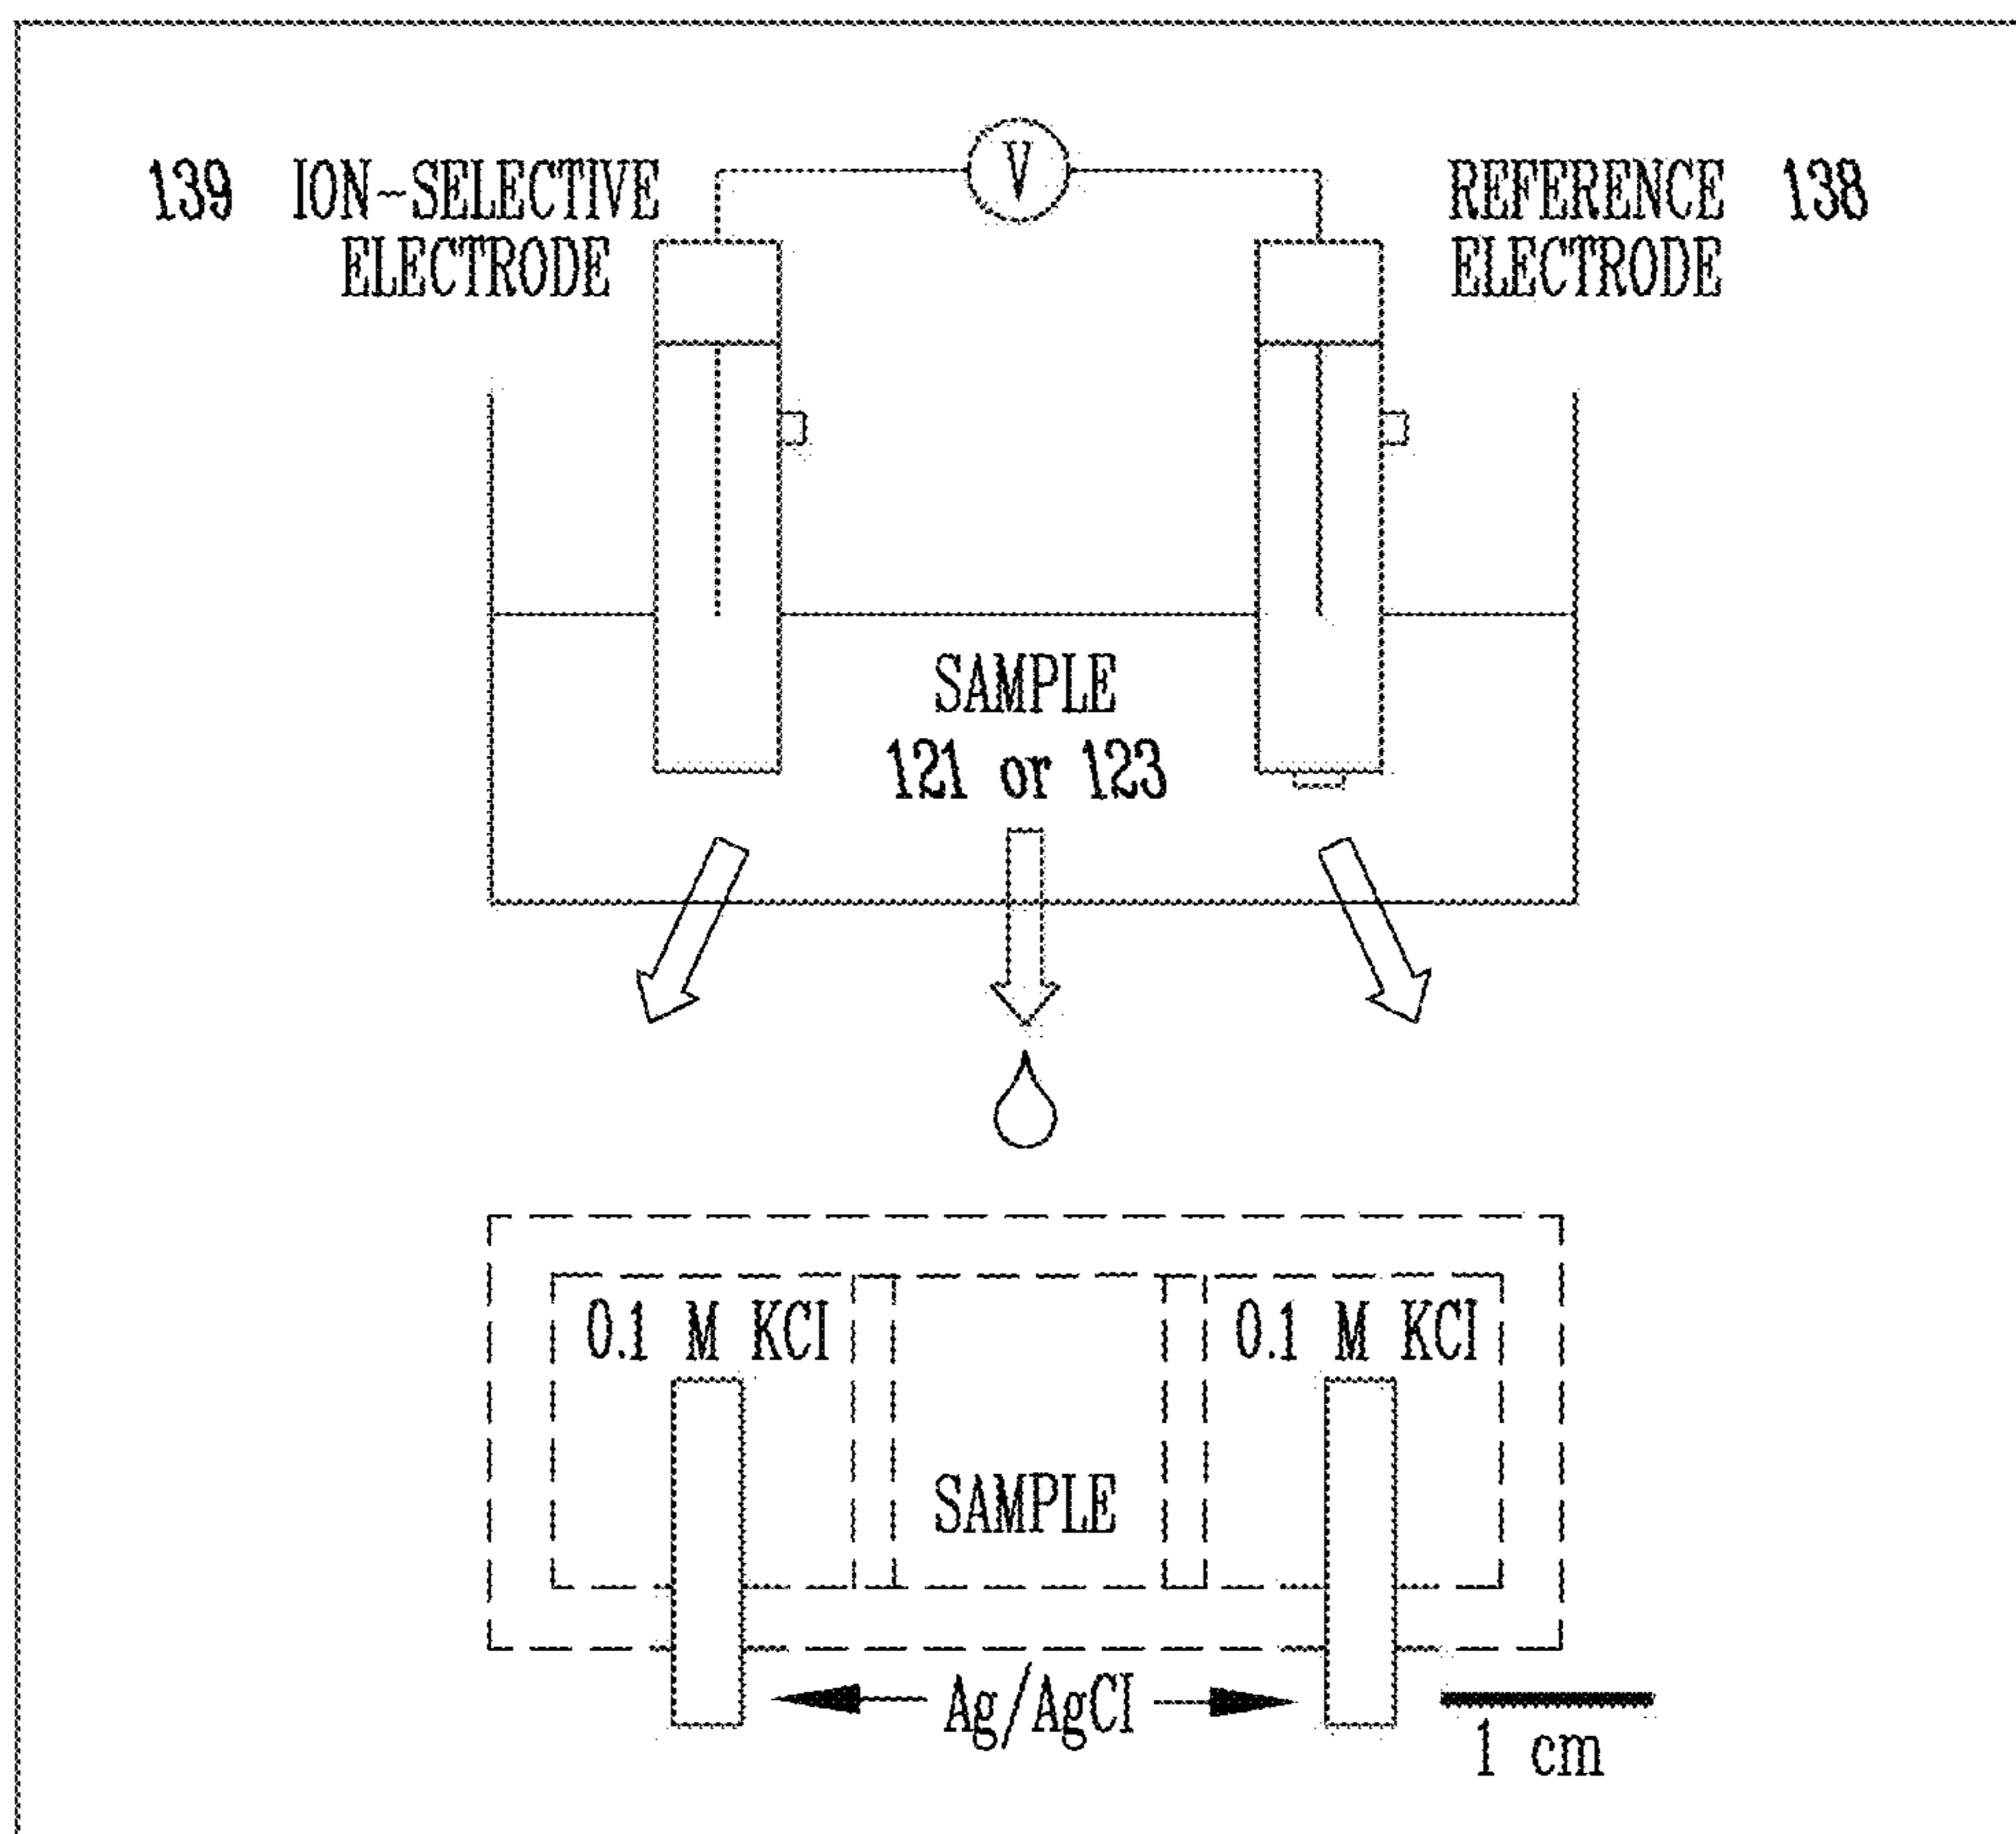 V
139 ION-SELECTIVE
ELECTRODE
REFERENCE 138
ELECTRODE
SAMPLE
121 or 123
0.1 M KCl
0.1 M KCl
SAMPLE
Ag/AgCl
1 cm